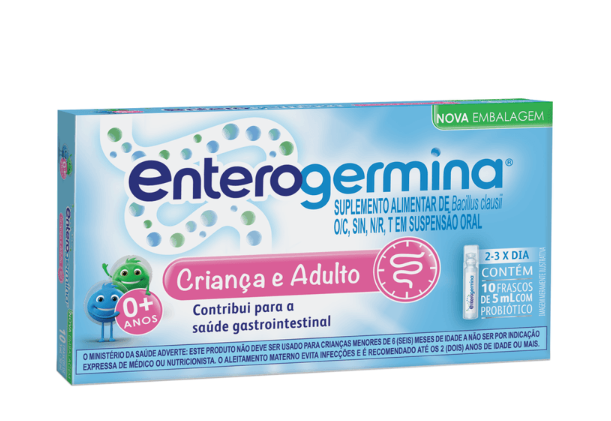 NOVA EMBALAGEM
enterogermina®
SUPLEMENTO ALIMENTAR DE Bacillus clausii
O/C, SIN, N/R, T EM SUSPENSÃO ORAL
Criança e Adulto
0+
ANOS
Contribui para a
saúde gastrointestinal
2-3 X DIA
CONTÉM
10 FRASCOS
DE 5 mL COM
PROBIÓTICO
enterogermina
O MINISTÉRIO DA SAÚDE ADVERTE: ESTE PRODUTO NÃO DEVE SER USADO PARA CRIANÇAS MENORES DE 6 (SEIS) MESES DE IDADE A NÃO SER POR INDICAÇÃO
EXPRESSA DE MÉDICO OU NUTRICIONISTA. O ALEITAMENTO MATERNO EVITA INFECÇÕES E É RECOMENDADO ATÉ OS 2 (DOIS) ANOS DE IDADE OU MAIS.